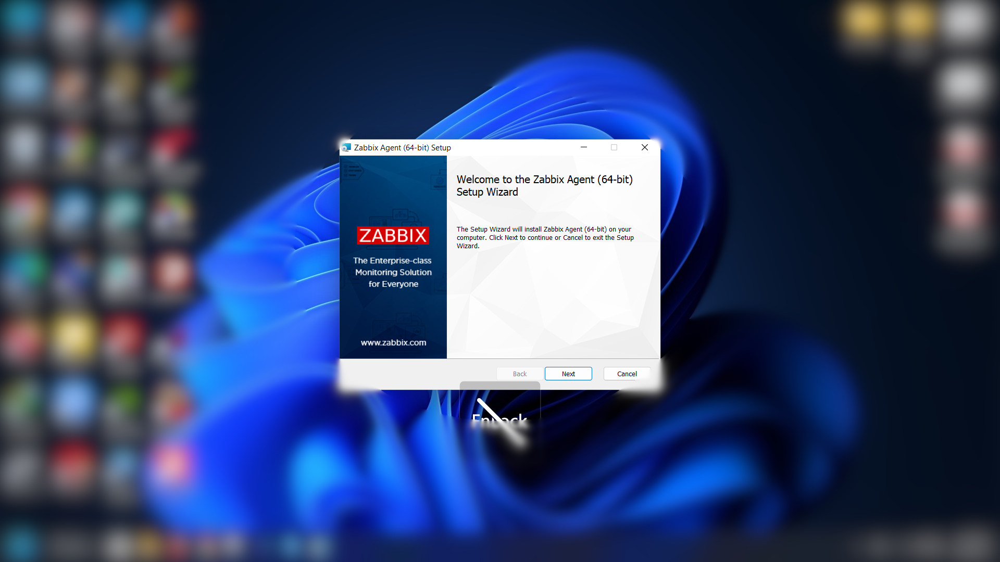 Zabbix Agent (64-bit) Setup
Welcome to the Zabbix Agent (64-bit)
Setup Wizard
The Setup Wizard will install Zabbix Agent (64-bit) on your
computer. Click Next to continue or Cancel to exit the Setup
Wizard.
ZABBIX
The Enterprise-class
Monitoring Solution
for Everyone
www.zabbix.com
Back
Next
Cancel